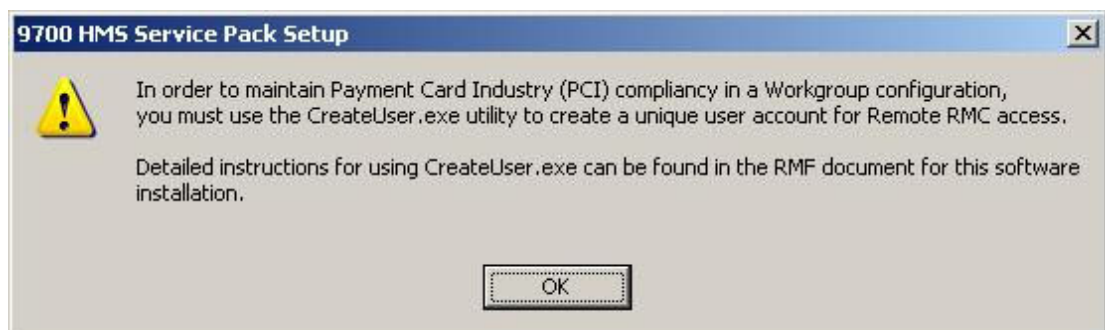 9700 HMS Service Pack Setup
In order to maintain Payment Card Industry (PCI) compliancy in a Workgroup configuration,
you must use the CreateUser.exe utility to create a unique user account for Remote RMC access.
Detailed instructions for using CreateUser.exe can be found in the RMF document for this software
installation.
OK